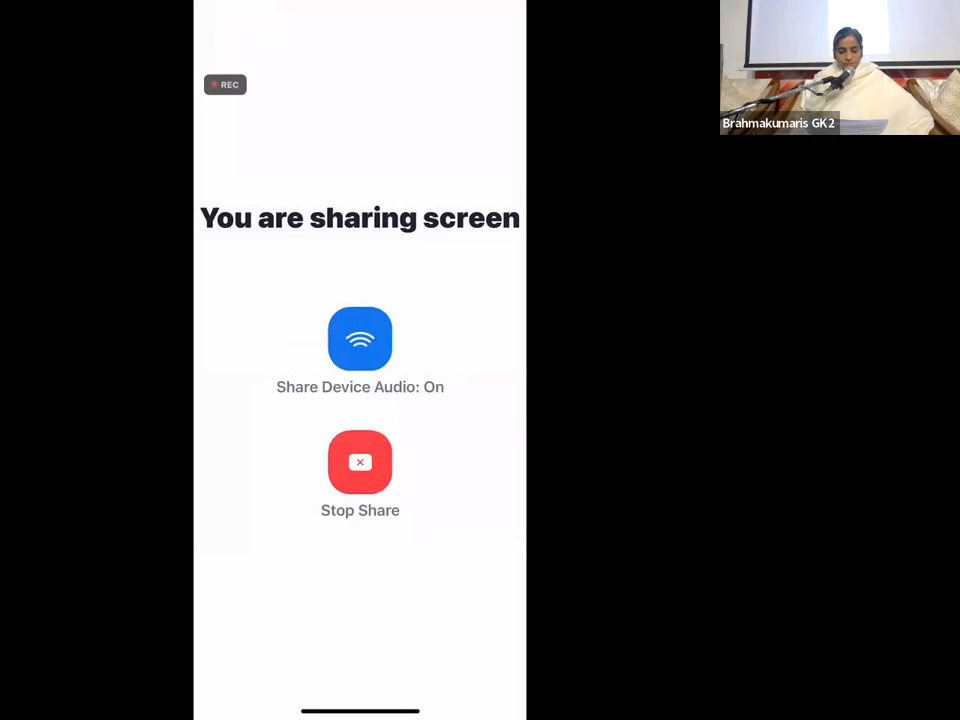 REC
You are sharing screen
Share Device Audio: On
Stop Share
Brahmakumaris GK2